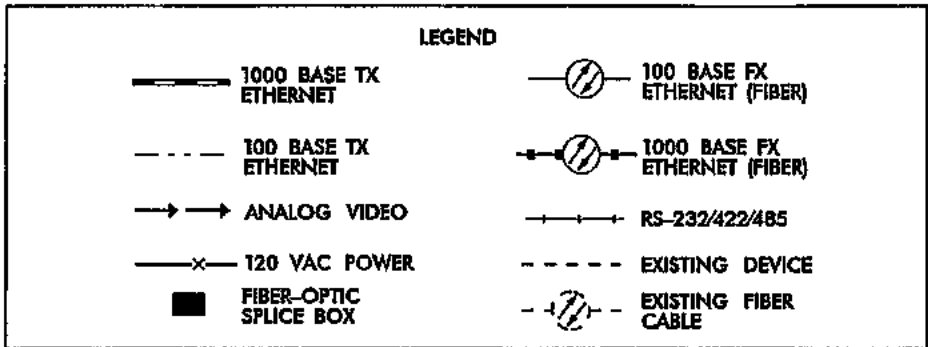 LEGEND
1000 BASE TX
ETHERNET
100 BASE TX
ETHERNET
ANALOG VIDEO
120 VAC POWER
FIBER-OPTIC
SPLICE BOX
100 BASE FX
ETHERNET (FIBER)
1000 BASE FX
ETHERNET (FIBER)
RS-232/422/485
EXISTING DEVICE
EXISTING FIBER
CABLE